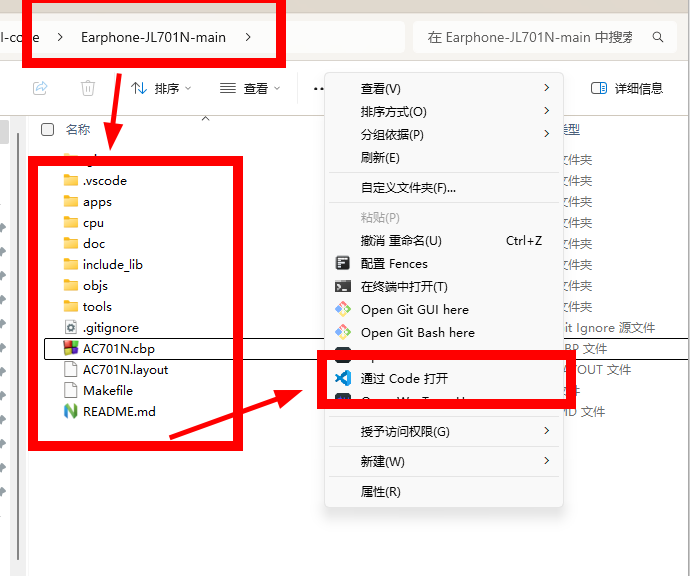 l-code > Earphone-JL701N-main >
在 Earphone-JL701N-main 中搜索
排序
查看
详细信息
名称
类型
.vscode
文件夹
apps
文件夹
cpu
文件夹
doc
文件夹
include_lib
文件夹
objs
文件夹
tools
文件夹
.gitignore
Git Ignore 源文件
AC701N.cbp
CBP 文件
AC701N.layout
LAYOUT 文件
Makefile
文件
README.md
MD 文件
查看(V)
排序方式(O)
分组依据(P)
刷新(E)
自定义文件夹(F)...
粘贴(P)
撤消 重命名(U) Ctrl+Z
配置 Fences
在终端中打开(T)
Open Git GUI here
Open Git Bash here
通过 Code 打开
授予访问权限(G)
新建(W)
属性(R)